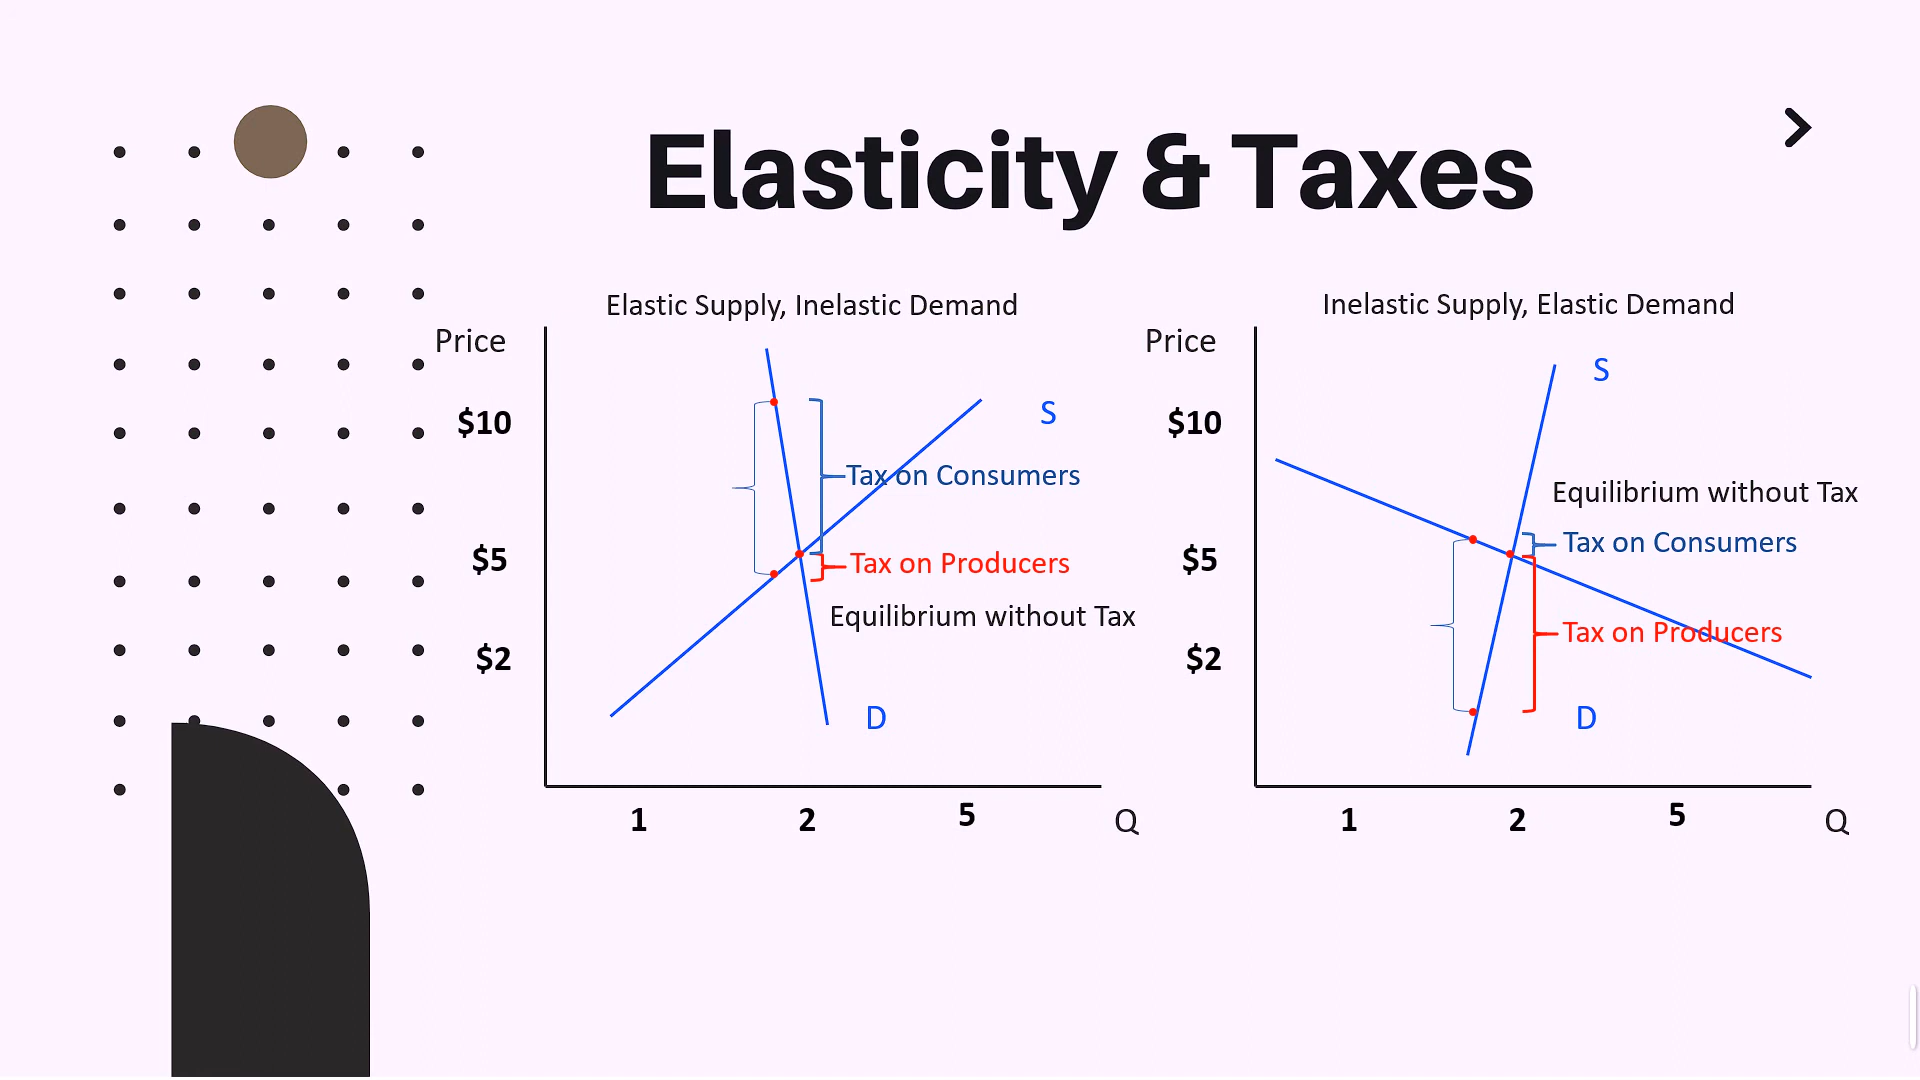 Elasticity & Taxes
Elastic Supply, Inelastic Demand
Price
$10
S
Tax on Consumers
$5
Tax on Producers
Equilibrium without Tax
$2
D
1 2 5 Q
Inelastic Supply, Elastic Demand
Price
S
$10
Equilibrium without Tax
Tax on Consumers
$5
Tax on Producers
$2
D
1 2 5 Q